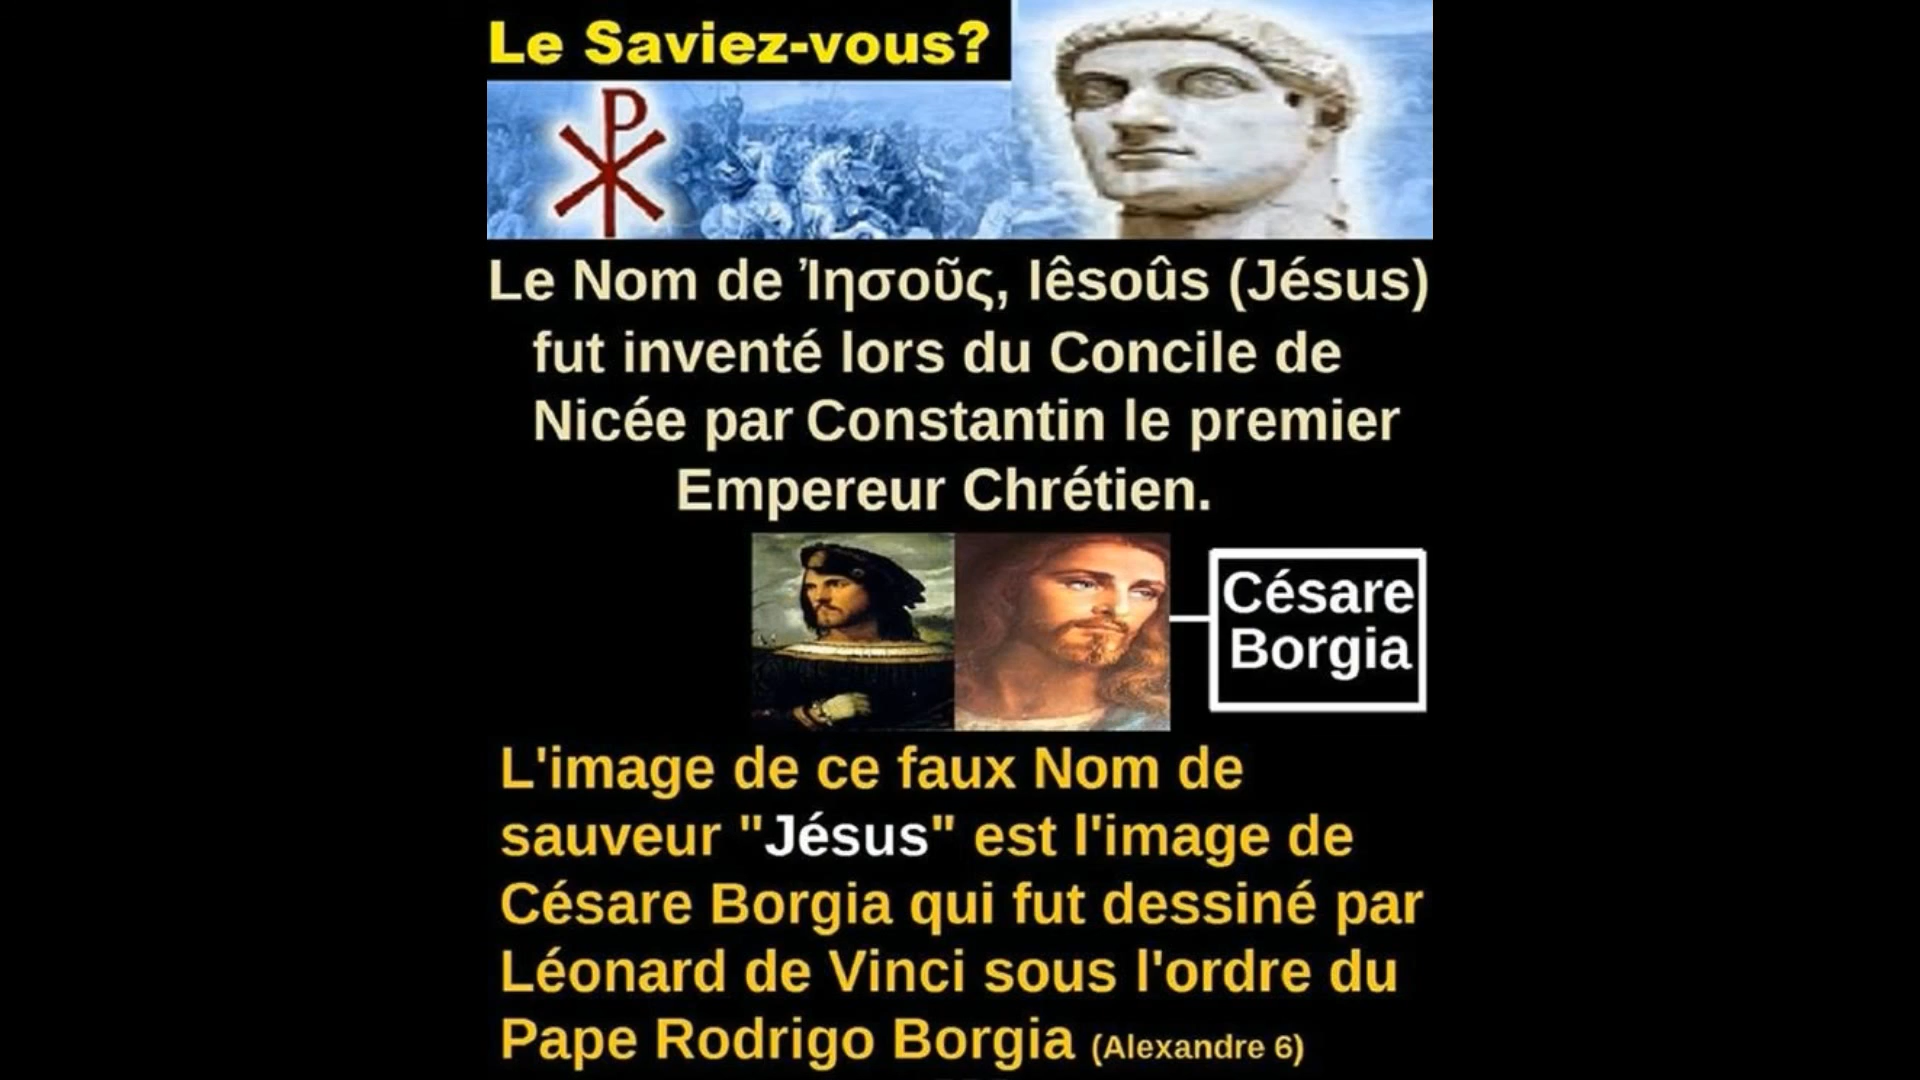 Le Saviez-vous?
Le Nom de Ἰησοῦς, Iêsoûs (Jésus)
fut inventé lors du Concile de
Nicée par Constantin le premier
Empereur Chrétien.
Césare
Borgia
L'image de ce faux Nom de
sauveur "Jésus" est l'image de
Césare Borgia qui fut dessiné par
Léonard de Vinci sous l'ordre du
Pape Rodrigo Borgia (Alexandre 6)